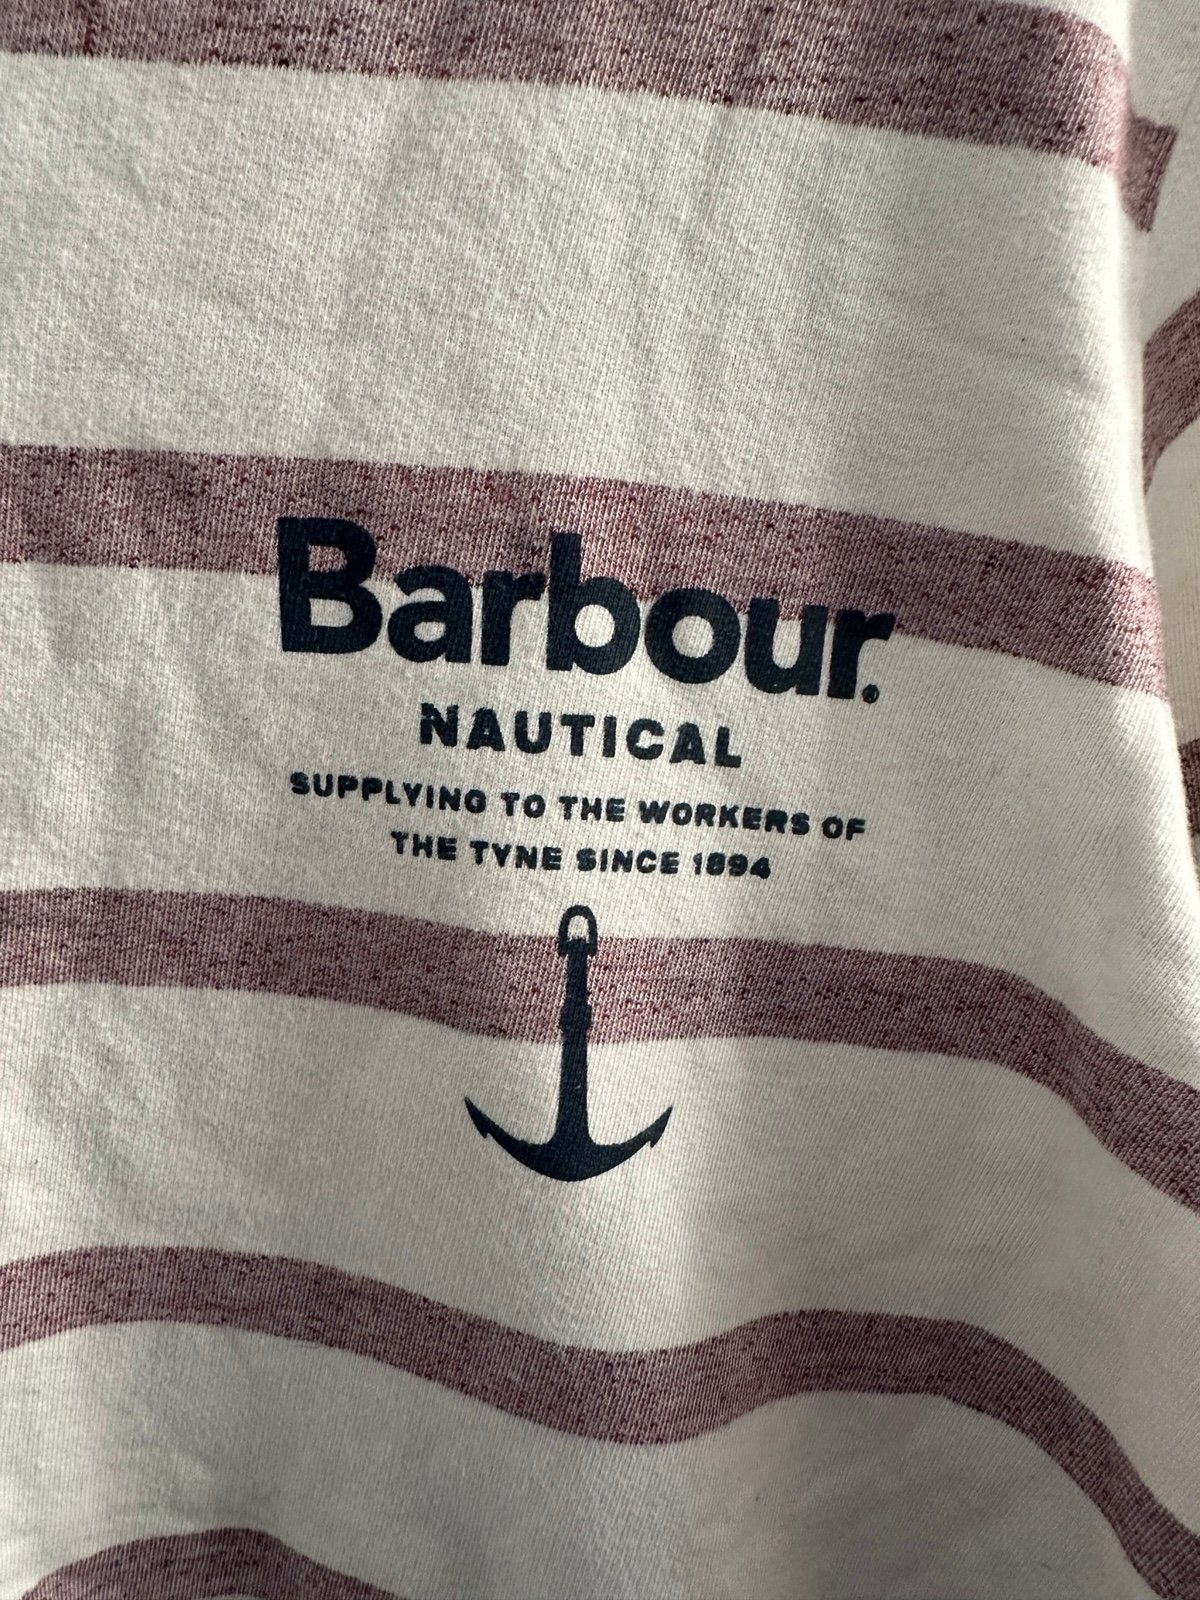 Barbour.
NAUTICAL
SUPPLYING TO THE WORKERS OF
THE TYNE SINCE 1894